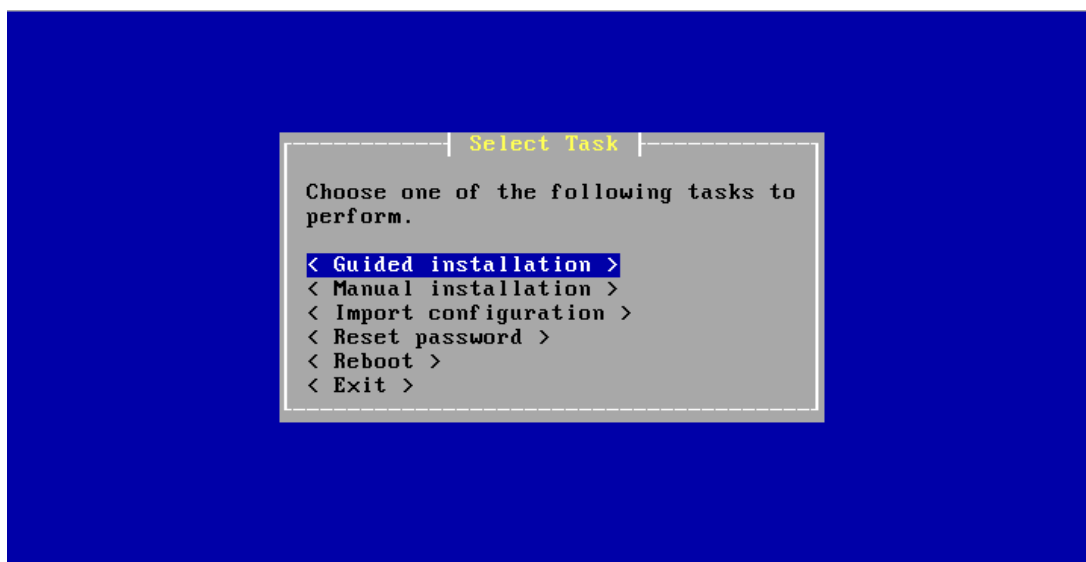 Select Task
Choose one of the following tasks to
perform.
< Guided installation >
< Manual installation >
< Import configuration >
< Reset password >
< Reboot >
< Exit >